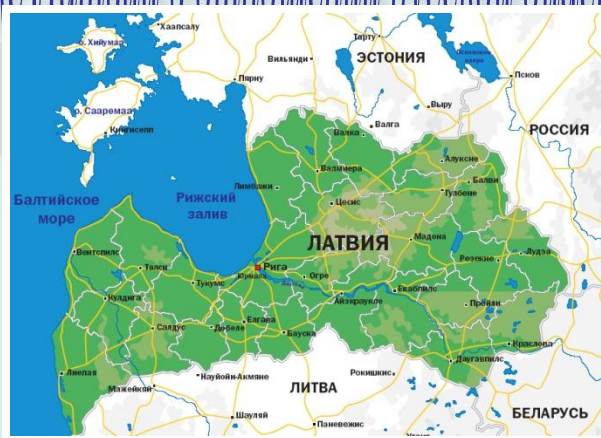 Хаапсалу
о. Хийумаа
Тарту
Вильянди
ЭСТОНИЯ
Пярну
Псков
о. Сааремаа
Выру
Кингисепп
Валга
Валка
РОССИЯ
Алуксне
Валмиера
Балви
Лимбажи
Гулбене
Балтийское
море
Рижский
залив
Цесис
ЛАТВИЯ
Мадона
Вентспилс
Талси
Рига
Резекне
Лудза
Юрмала
Огре
Тукумс
Екабпилс
Кулдига
Айзкраукле
Прейли
Салдус
Добеле
Елгава
Бауска
Краслава
Даугавпилс
Лиепая
Мажейкяй
Науйойи-Акмяне
Рокишкис
ЛИТВА
Шауляй
БЕЛАРУСЬ
Паневежис